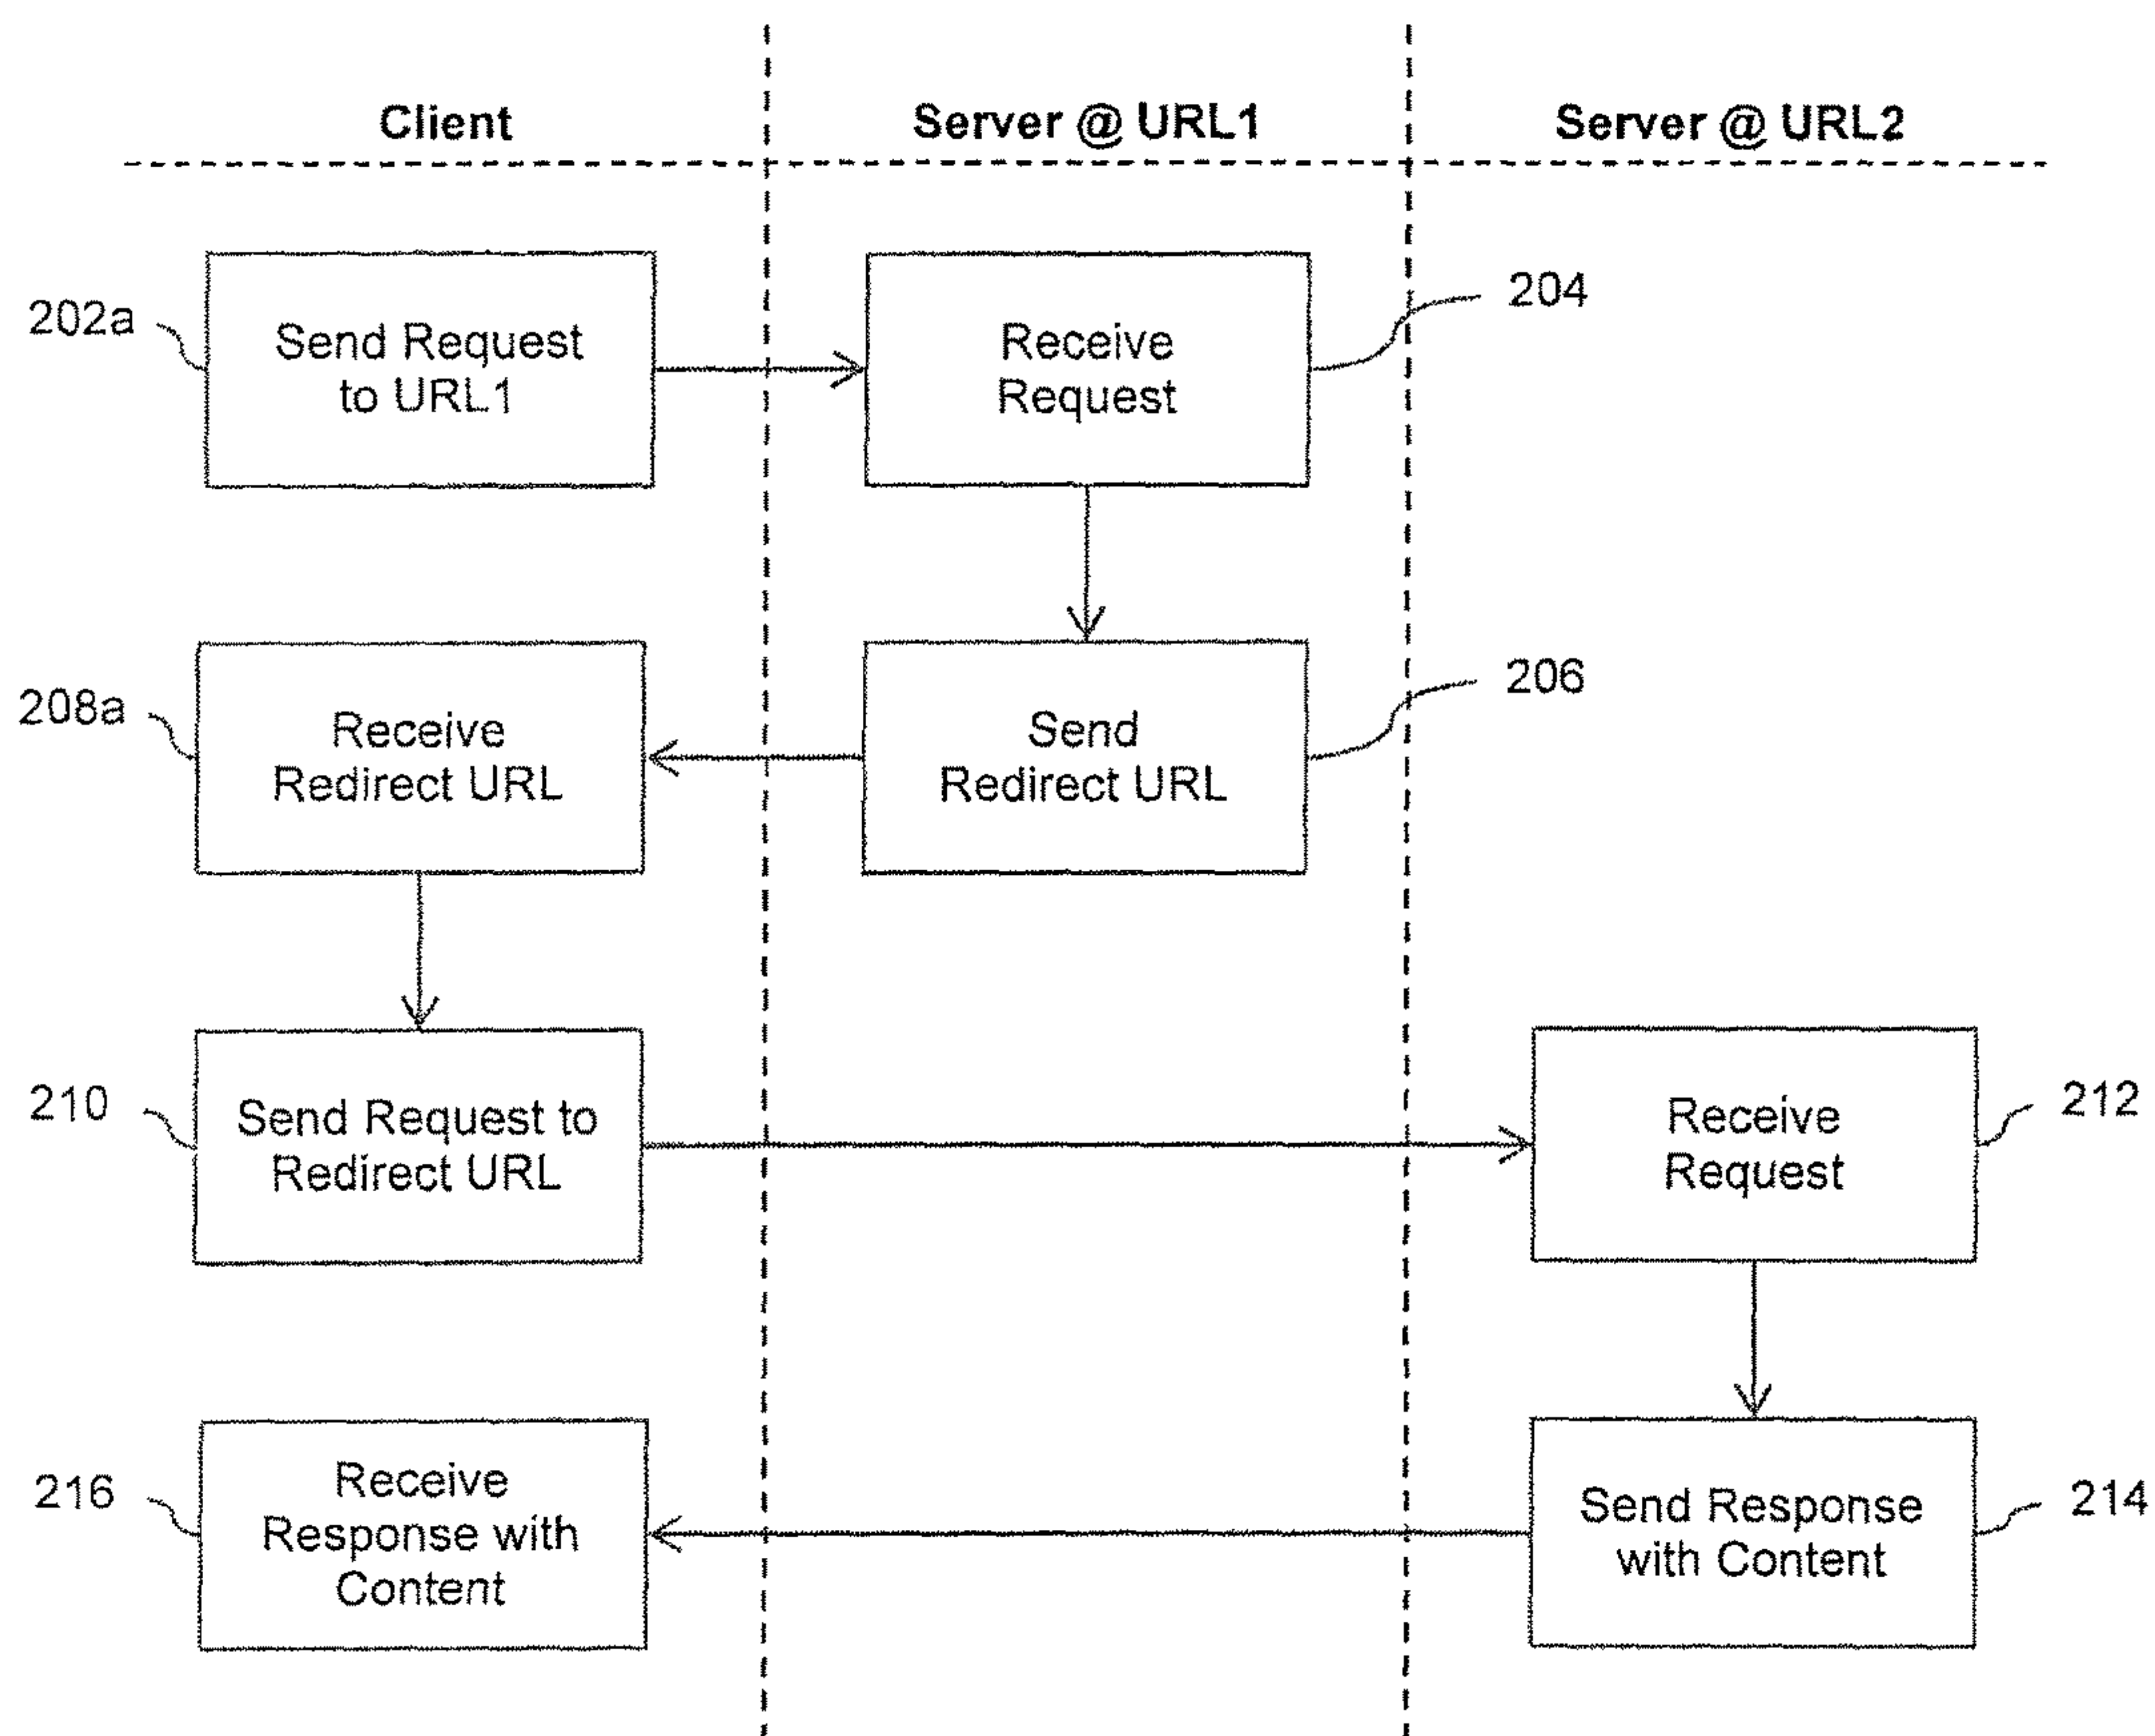 Client
Server @ URL1
Server @ URL2
202a
Send Request
to URL1
Receive
Request
204
208a
Receive
Redirect URL
Send
Redirect URL
206
210
Send Request to
Redirect URL
Receive
Request
212
216
Receive
Response with
Content
Send Response
with Content
214